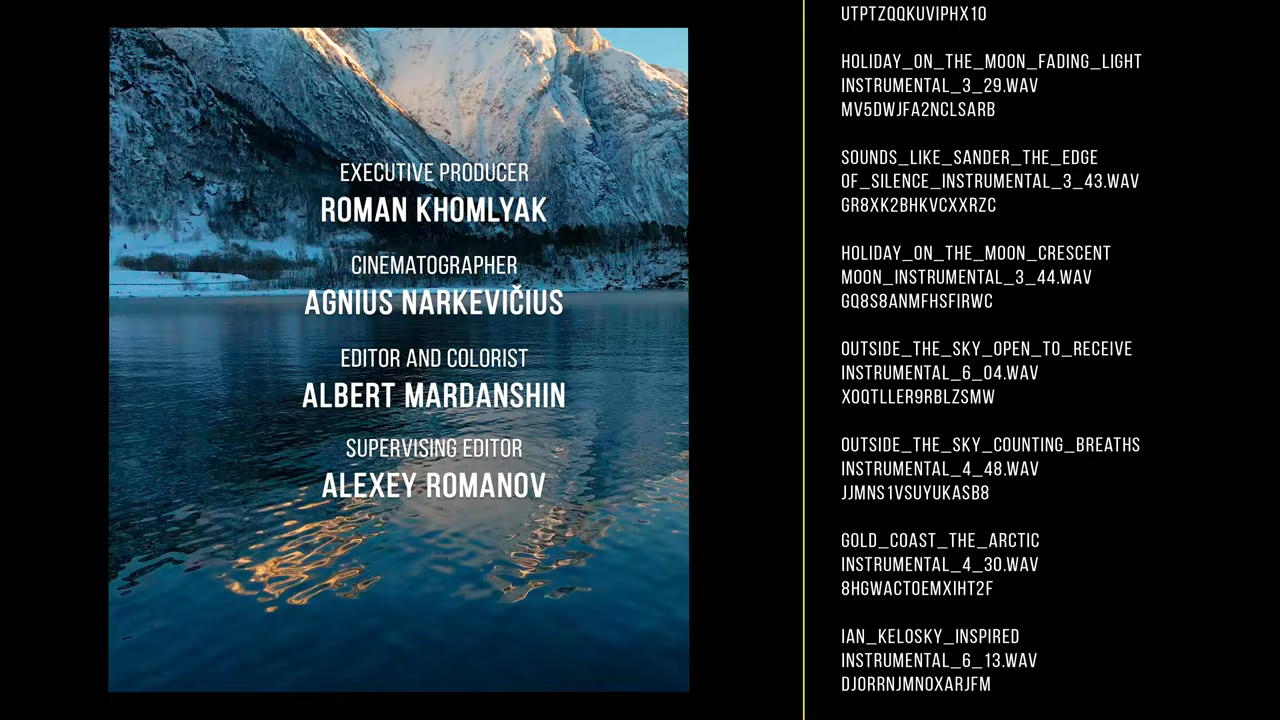 EXECUTIVE PRODUCER
ROMAN KHOMLYAK
CINEMATOGRAPHER
AGNIUS NARKEVIČIUS
EDITOR AND COLORIST
ALBERT MARDANSHIN
SUPERVISING EDITOR
ALEXEY ROMANOV
UTPTZQQKUVIPHX10
HOLIDAY_ON_THE_MOON_FADING_LIGHT
INSTRUMENTAL_3_29.WAV
MV5DWJFA2NCLSARB
SOUNDS_LIKE_SANDER_THE_EDGE
OF_SILENCE_INSTRUMENTAL_3_43.WAV
GR8XK2BHKVCXXRZC
HOLIDAY_ON_THE_MOON_CRESCENT
MOON_INSTRUMENTAL_3_44.WAV
GQ8S8ANMFHSFIRWC
OUTSIDE_THE_SKY_OPEN_TO_RECEIVE
INSTRUMENTAL_6_04.WAV
XOQTLLER9RBLZSMW
OUTSIDE_THE_SKY_COUNTING_BREATHS
INSTRUMENTAL_4_48.WAV
JJMNS1VSUYUKASB8
GOLD_COAST_THE_ARCTIC
INSTRUMENTAL_4_30.WAV
8HGWACTOEMXIHT2F
IAN_KELOSKY_INSPIRED
INSTRUMENTAL_6_13.WAV
DJORRNJMNOXARJFM